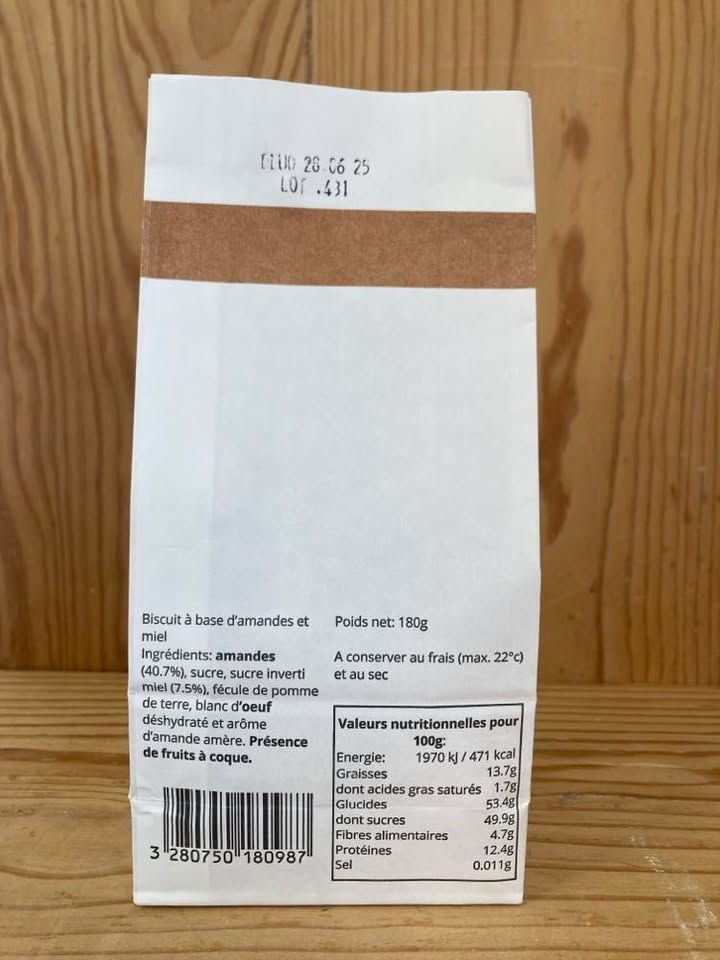 DLUO 28.06 25
LOT .431
Biscuit à base d'amandes et
miel
Ingrédients: amandes
(40.7%), sucre, sucre inverti
miel (7.5%), fécule de pomme
de terre, blanc d'oeuf
déshydraté et arôme
d'amande amère. Présence
de fruits à coque.
3 280750 180987
Poids net: 180g
A conserver au frais (max. 22°c)
et au sec
Valeurs nutritionnelles pour
100g:
Energie: 1970 kJ / 471 kcal
Graisses 13.7g
dont acides gras saturés 1.7g
Glucides 53.4g
dont sucres 49.9g
Fibres alimentaires 4.7g
Protéines 12.4g
Sel 0.011g